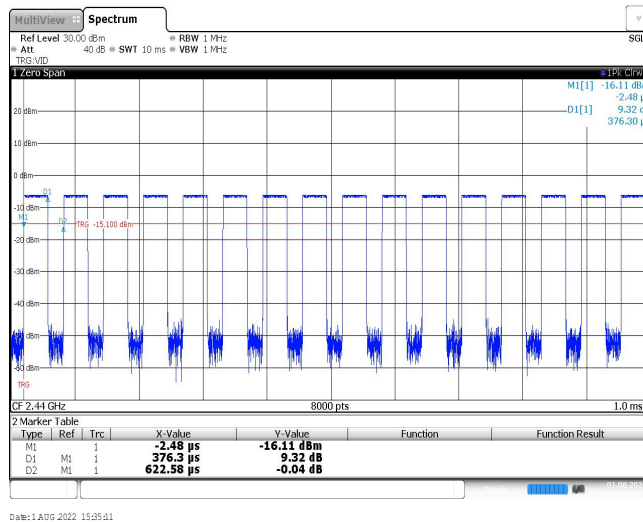 MultiView Spectrum
Ref Level 30.00 dBm RBW 1 MHz SGL
Att 40 dB SWT 10 ms VBW 1 MHz
TRG:VID
1 Zero Span 1Pk Clrw
M1[1] -16.11 dBm
-2.48 µ
20 dBm D1[1] 9.32 d
376.30 µ
10 dBm
0 dBm
D1
-10 dBm
M1 D2 TRG -15.100 dBm
-20 dBm
-30 dBm
-40 dBm
-50 dBm
-60 dBm
TRG
CF 2.44 GHz 8000 pts 1.0 ms
2 Marker Table
Type Ref Trc X-Value Y-Value Function Function Result
M1 1 -2.48 µs -16.11 dBm
D1 M1 1 376.3 µs 9.32 dB
D2 M1 1 622.58 µs -0.04 dB
Date: 1.AUG.2022 15:35:11